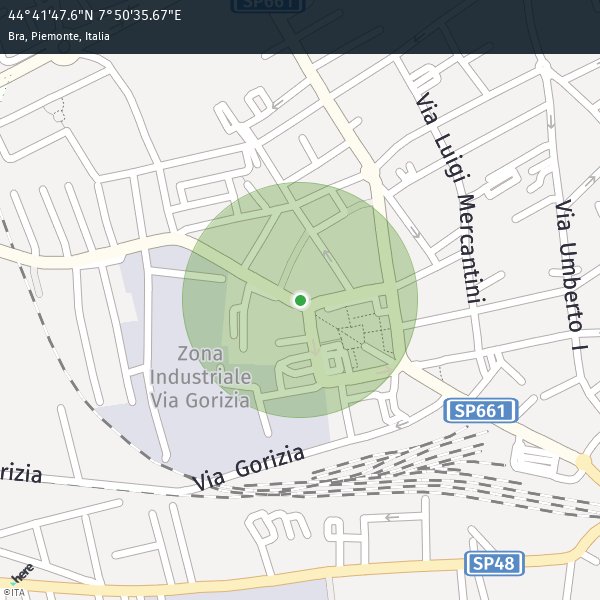 44°41'47.6"N 7°50'35.67"E
Bra, Piemonte, Italia
SP661
Via Luigi Mercantini
Via Umberto I
Zona
Industriale
Via Gorizia
SP661
Via Gorizia
rizia
SP48
here
©ITA